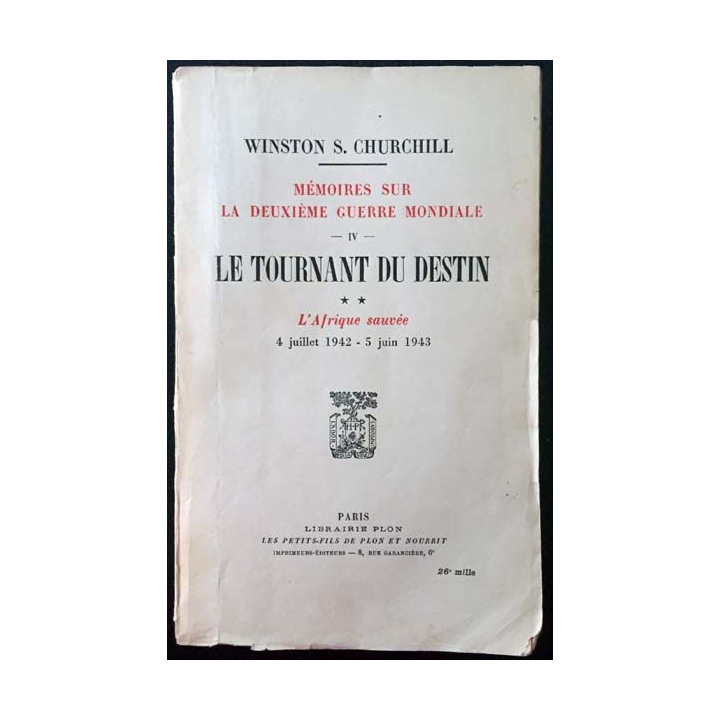 WINSTON S. CHURCHILL
MÉMOIRES SUR
LA DEUXIÈME GUERRE MONDIALE
— IV —
LE TOURNANT DU DESTIN
★ ★
L'Afrique sauvée
4 juillet 1942 - 5 juin 1943
H·P
PARIS
LIBRAIRIE PLON
LES PETITS-FILS DE PLON ET NOURRIT
IMPRIMEURS-ÉDITEURS — 8, RUE GARANCIÈRE, 6e
26e mille